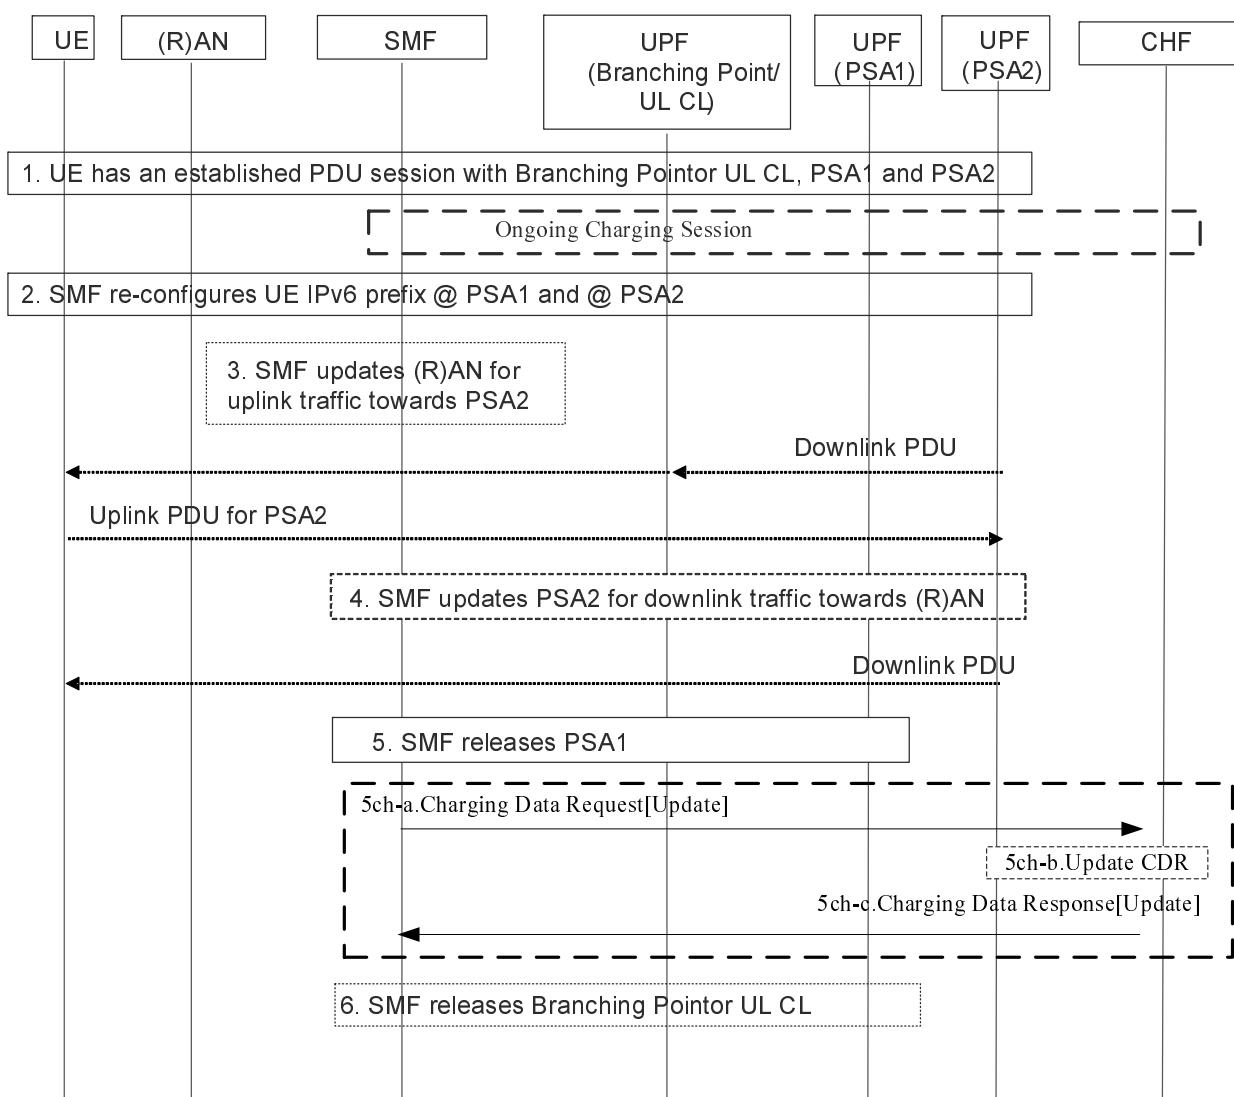 UE
(R)AN
SMF
UPF
(Branching Point/
UL CL)
UPF
(PSA1)
UPF
(PSA2)
CHF
1. UE has an established PDU session with Branching Pointor UL CL, PSA1 and PSA2
Ongoing Charging Session
2. SMF re-configures UE IPv6 prefix @ PSA1 and @ PSA2
3. SMF updates (R)AN for
uplink traffic towards PSA2
Downlink PDU
Uplink PDU for PSA2
4. SMF updates PSA2 for downlink traffic towards (R)AN
Downlink PDU
5. SMF releases PSA1
5ch-a.Charging Data Request[Update]
5ch-b.Update CDR
5ch-c.Charging Data Response[Update]
6. SMF releases Branching Pointor UL CL